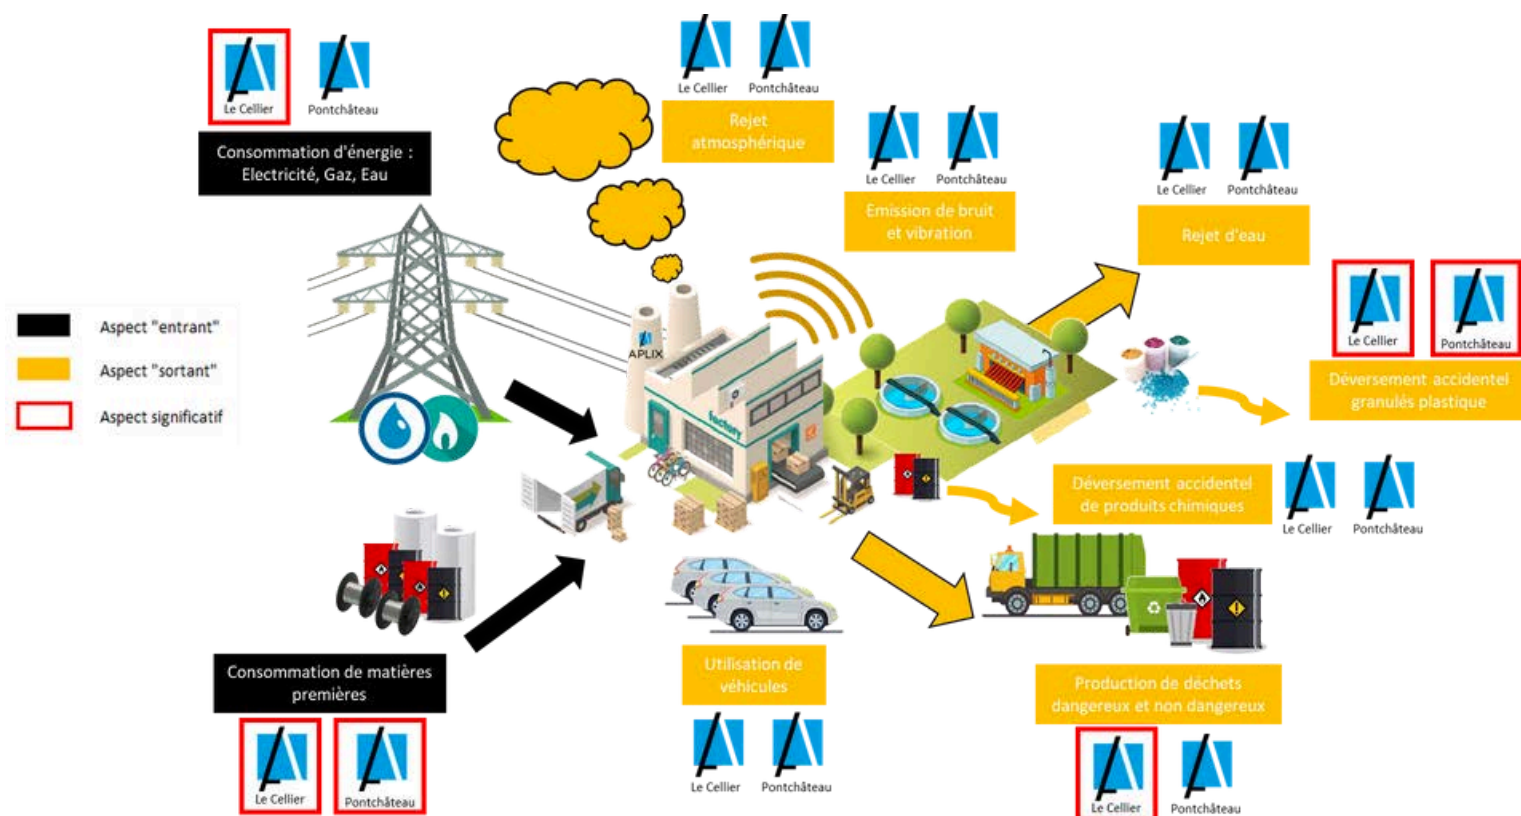 Le Cellier
Pontchâteau
Consommation d'énergie :
Electricité, Gaz, Eau
Le Cellier
Pontchâteau
Rejet
atmosphérique
Le Cellier
Pontchâteau
Emission de bruit
et vibration
Le Cellier
Pontchâteau
Rejet d'eau
Le Cellier
Pontchâteau
Déversement accidentel
granulés plastique
Aspect "entrant"
Aspect "sortant"
Aspect significatif
APLIX
factory
Déversement accidentel
de produits chimiques
Le Cellier
Pontchâteau
Consommation de matières
premières
Le Cellier
Pontchâteau
Utilisation de
véhicules
Le Cellier
Pontchâteau
Production de déchets
dangereux et non dangereux
Le Cellier
Pontchâteau